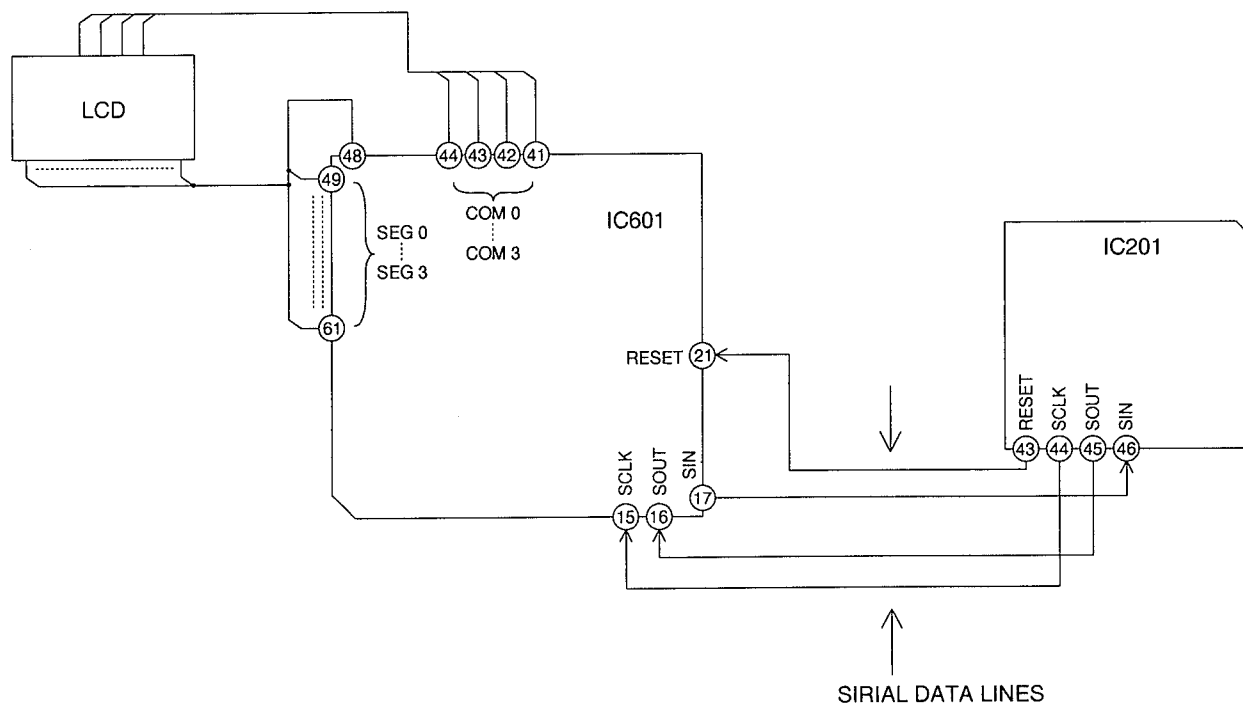 LCD
48
44 43 42 41
49
COM 0
COM 3
SEG 0
SEG 3
IC601
IC201
61
RESET 21
RESET SCLK SOUT SIN
43 44 45 46
SCLK SOUT SIN
17
15 16
SIRIAL DATA LINES